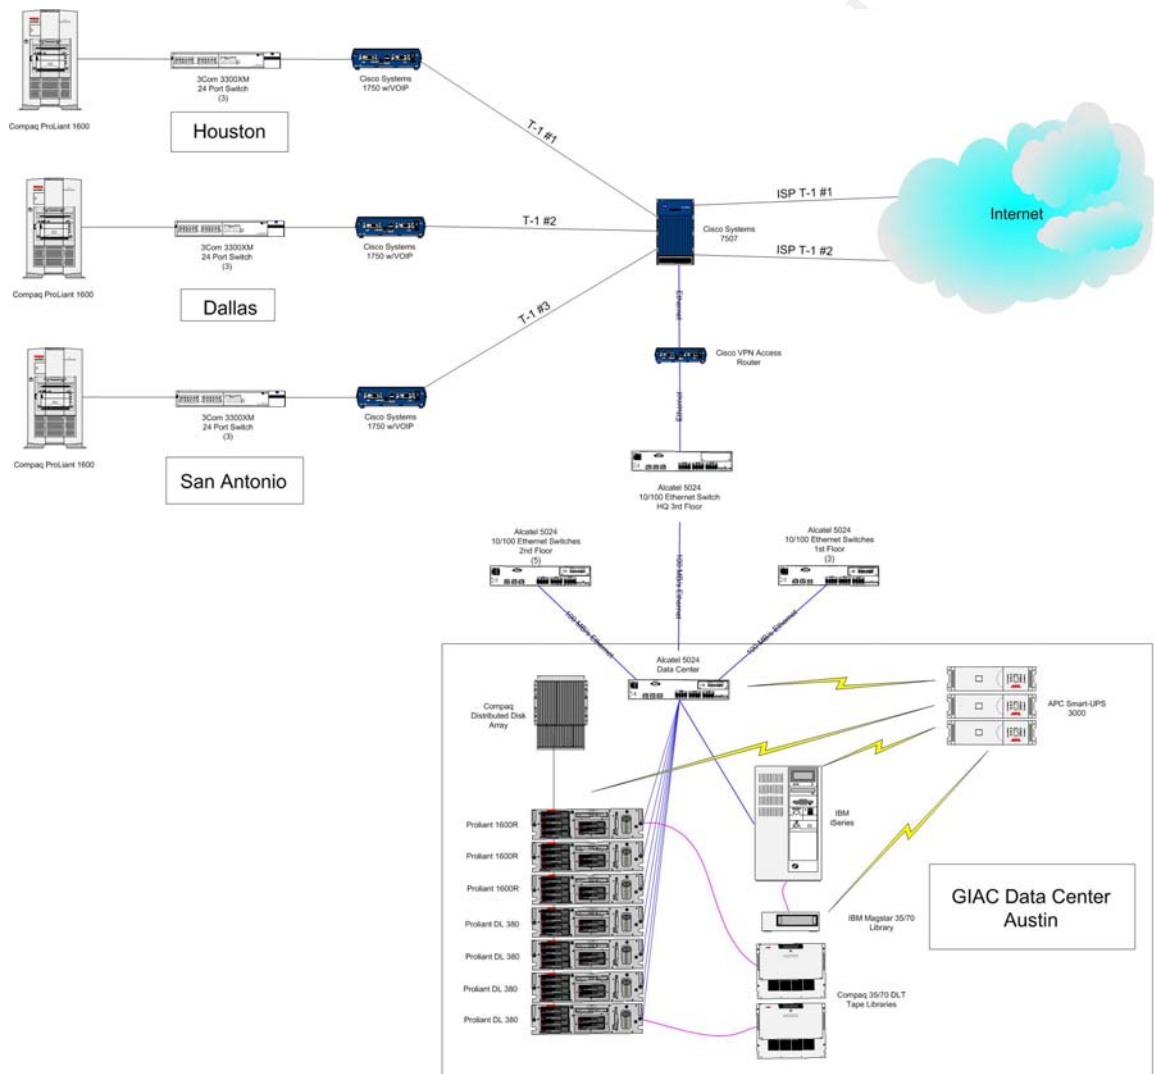 3Com 3300XM
24 Port Switch
(3)
Cisco Systems
1750 w/VOIP
Compaq ProLiant 1600
Houston
T-1 #1
ISP T-1 #1
Internet
Cisco Systems
7507
T-1 #2
ISP T-1 #2
3Com 3300XM
24 Port Switch
(3)
Cisco Systems
1750 w/VOIP
Compaq ProLiant 1600
Dallas
T-1 #3
Ethernet
Cisco VPN Access
Router
Ethernet
3Com 3300XM
24 Port Switch
(3)
Cisco Systems
1750 w/VOIP
Compaq ProLiant 1600
San Antonio
Alcatel 5024
10/100 Ethernet Switch
HQ 3rd Floor
Alcatel 5024
10/100 Ethernet Switches
2nd Floor
(5)
Alcatel 5024
10/100 Ethernet Switches
1st Floor
(3)
100 MB/s Ethernet
100 MB/s Ethernet
100 MB/s Ethernet
Alcatel 5024
Data Center
Compaq
Distributed Disk
Array
APC Smart-UPS
3000
IBM
iSeries
Proliant 1600R
Proliant 1600R
Proliant 1600R
Proliant DL 380
Proliant DL 380
Proliant DL 380
Proliant DL 380
IBM Magstar 35/70
Library
Compaq 35/70 DLT
Tape Libraries
GIAC Data Center
Austin